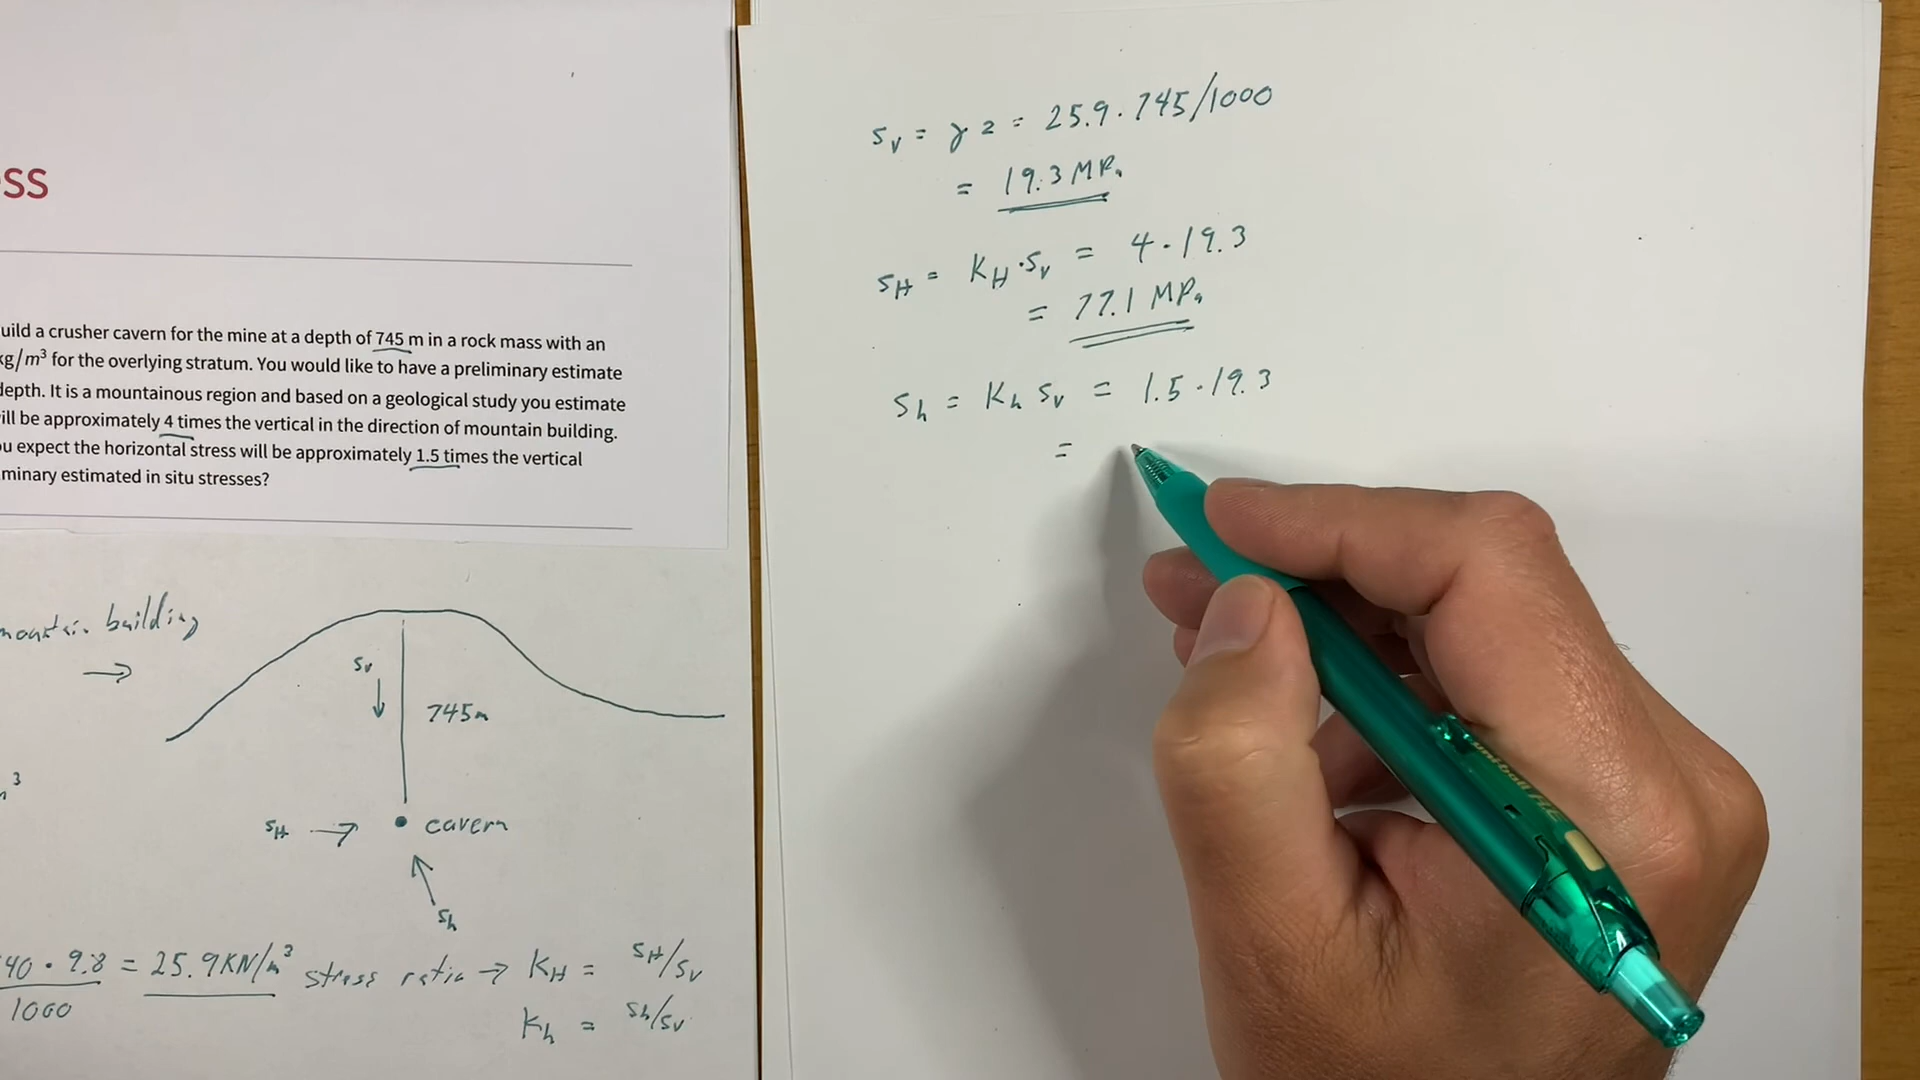 ss
uild a crusher cavern for the mine at a depth of 745 m in a rock mass with an
kg/m³ for the overlying stratum. You would like to have a preliminary estimate
depth. It is a mountainous region and based on a geological study you estimate
ill be approximately 4 times the vertical in the direction of mountain building.
u expect the horizontal stress will be approximately 1.5 times the vertical
minary estimated in situ stresses?
mountain building
→
Sv
↓
745m
SH → cavern
Sh
3
40 · 9.8 = 25.9KN/m³
1000
stress ratio → KH = SH/Sv
Kh = Sh/Sv
Sv = γ z = 25.9 · 745/1000
= 19.3 MPa
SH = KH · Sv = 4 · 19.3
= 77.1 MPa
Sh = Kh Sv = 1.5 · 19.3
=
uniball